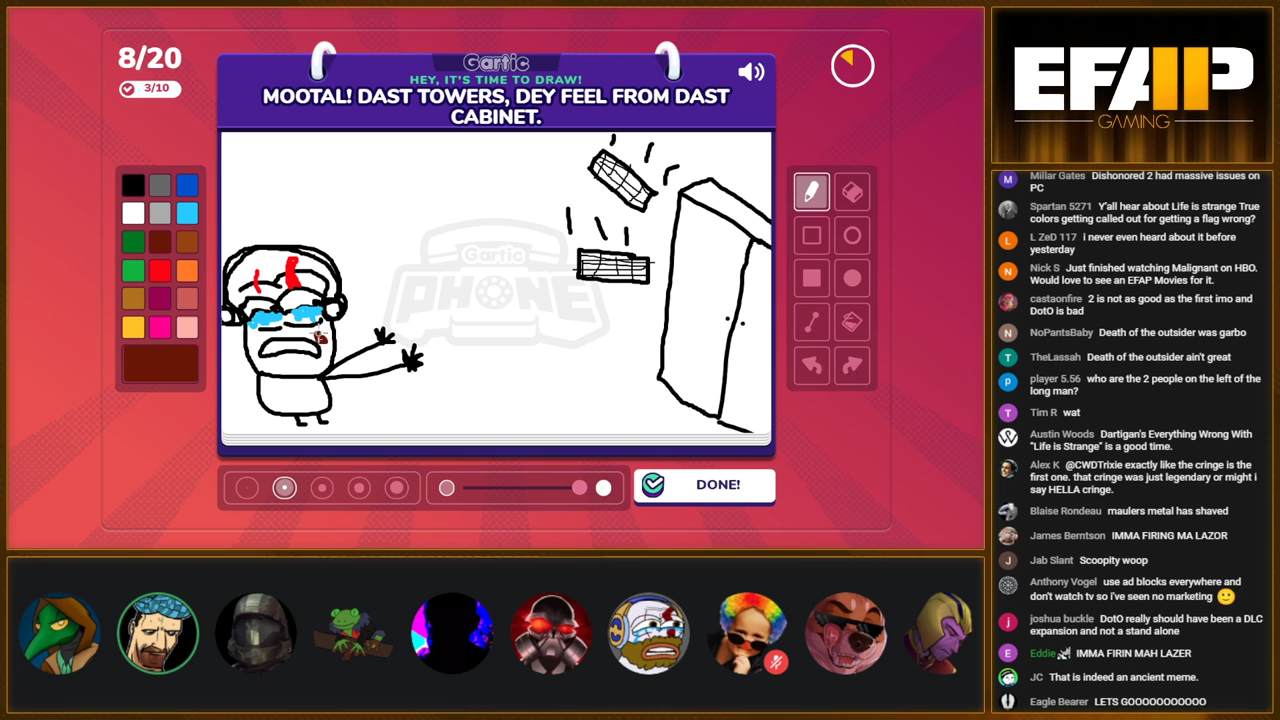 8/20
3/10
Gartic
HEY, IT'S TIME TO DRAW!
MOOTAL! DAST TOWERS, DEY FEEL FROM DAST
CABINET.
Gartic
PHONE
DONE!
EFAP
GAMING
Millar Gates Dishonored 2 had massive issues on
PC
Spartan 5271 Y'all hear about Life is strange True
colors getting called out for getting a flag wrong?
L ZeD 117 i never even heard about it before
yesterday
Nick S Just finished watching Malignant on HBO.
Would love to see an EFAP Movies for it.
castaonfire 2 is not as good as the first imo and
DotO is bad
NoPantsBaby Death of the outsider was garbo
TheLassah Death of the outsider ain't great
player 5.56 who are the 2 people on the left of the
long man?
Tim R wat
Austin Woods Dartigan's Everything Wrong With
"Life is Strange" is a good time.
Alex K @CWDTrixie exactly like the cringe is the
first one. that cringe was just legendary or might i
say HELLA cringe.
Blaise Rondeau maulers metal has shaved
James Berntson IMMA FIRING MA LAZOR
Jab Slant Scoopity woop
Anthony Vogel use ad blocks everywhere and
don't watch tv so i've seen no marketing 🙂
joshua buckle DotO really should have been a DLC
expansion and not a stand alone
Eddie IMMA FIRIN MAH LAZER
JC That is indeed an ancient meme.
Eagle Bearer LETS GOOOOOOOOOOO